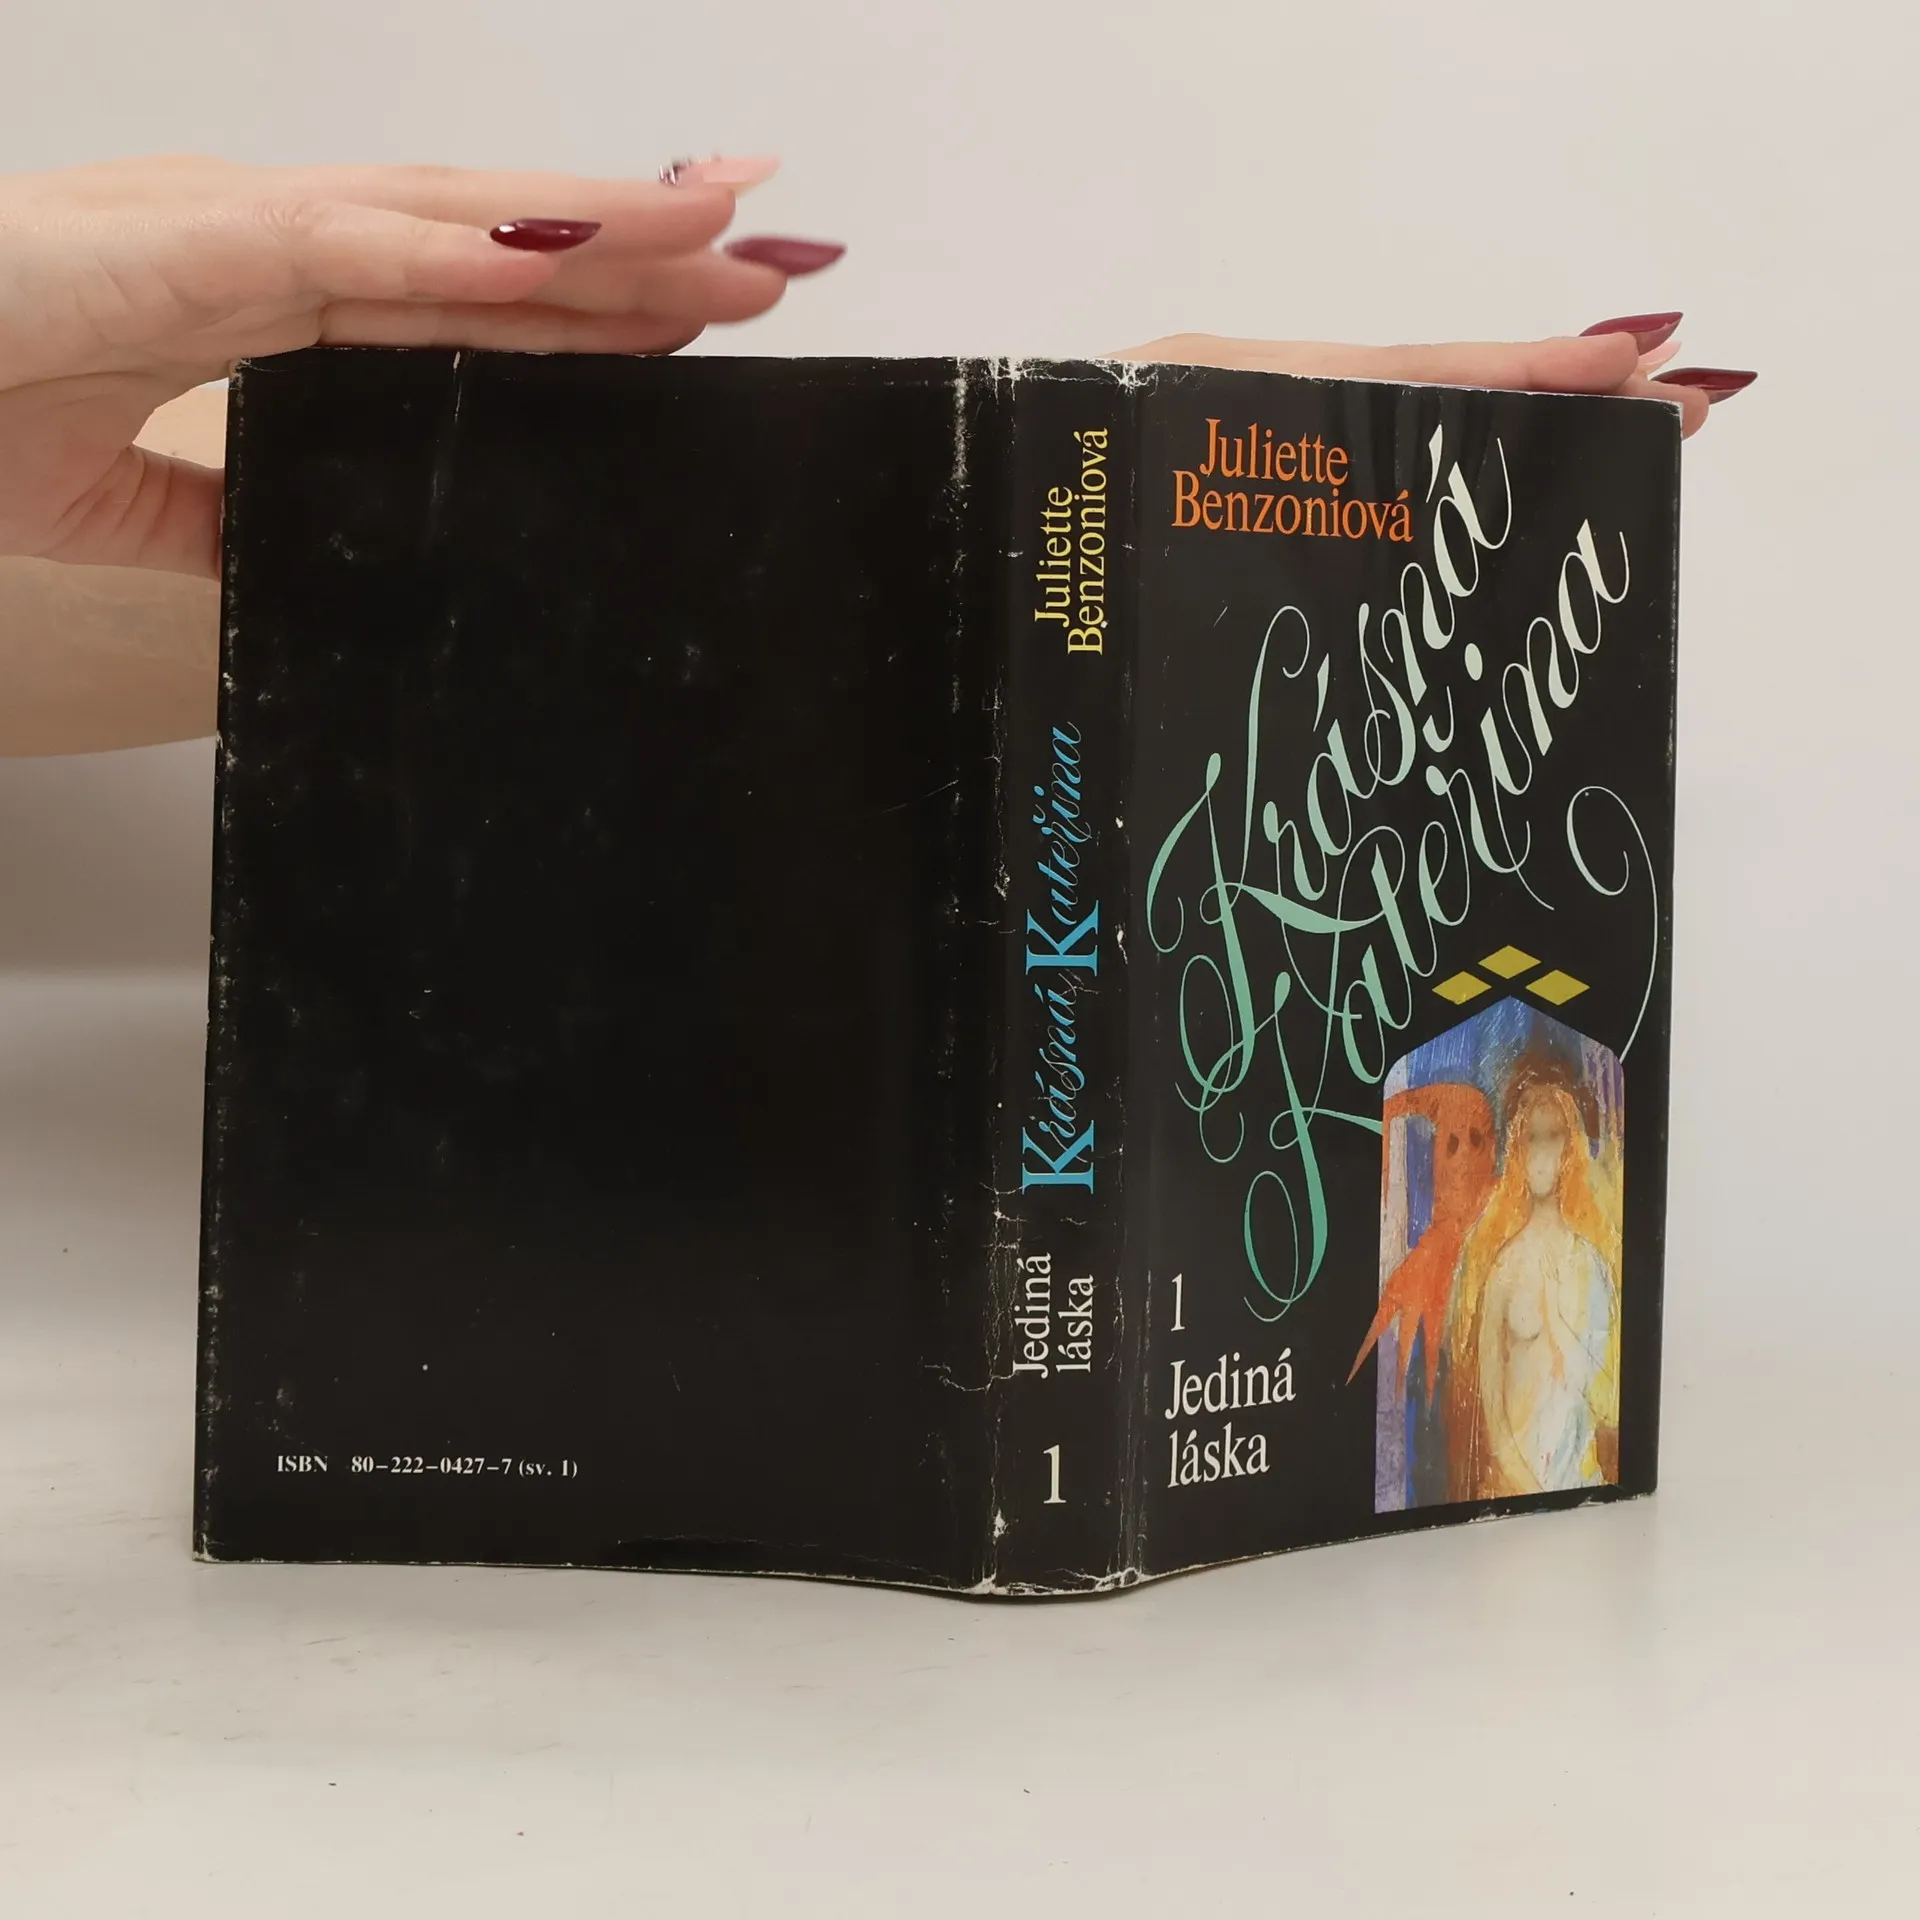 ISBN 80-222-0427-7 (sv. 1)
Juliette
Benzoniová
Krásná Kateřina
Jediná
láska
1
Juliette
Benzoniová
Krásná
Kateřina
1
Jediná
láska